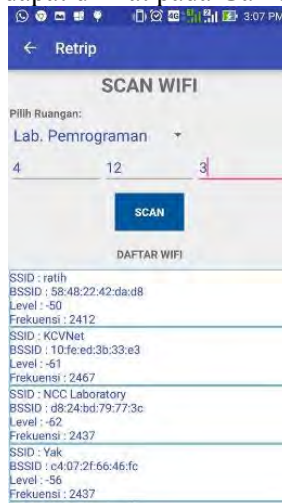 4G
3:07 PM
← Retrip
SCAN WIFI
Pilih Ruangan:
Lab. Pemrograman
4 12 3
SCAN
DAFTAR WIFI
SSID : ratih
BSSID : 58:48:22:42:da:d8
Level : -50
Frekuensi : 2412
SSID : KCVNet
BSSID : 10:fe:ed:3b:33:e3
Level : -61
Frekuensi : 2467
SSID : NCC Laboratory
BSSID : d8:24:bd:79:77:3c
Level : -62
Frekuensi : 2437
SSID : Yak
BSSID : c4:07:2f:66:46:fc
Level : -56
Frekuensi : 2437